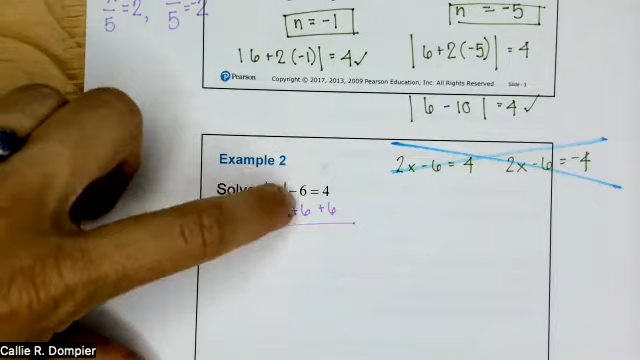 /5 = 2, /5 = -2
n = -1
n = -5
|6 + 2(-1)| = 4 ✓
|6 + 2(-5)| = 4
Pearson Copyright © 2017, 2013, 2009 Pearson Education, Inc. All Rights Reserved Slide - 3
|6 - 10| = 4 ✓
Example 2
2x - 6 = 4 2x - 6 = -4
- 6 = 4
+6 +6
Callie R. Dompier